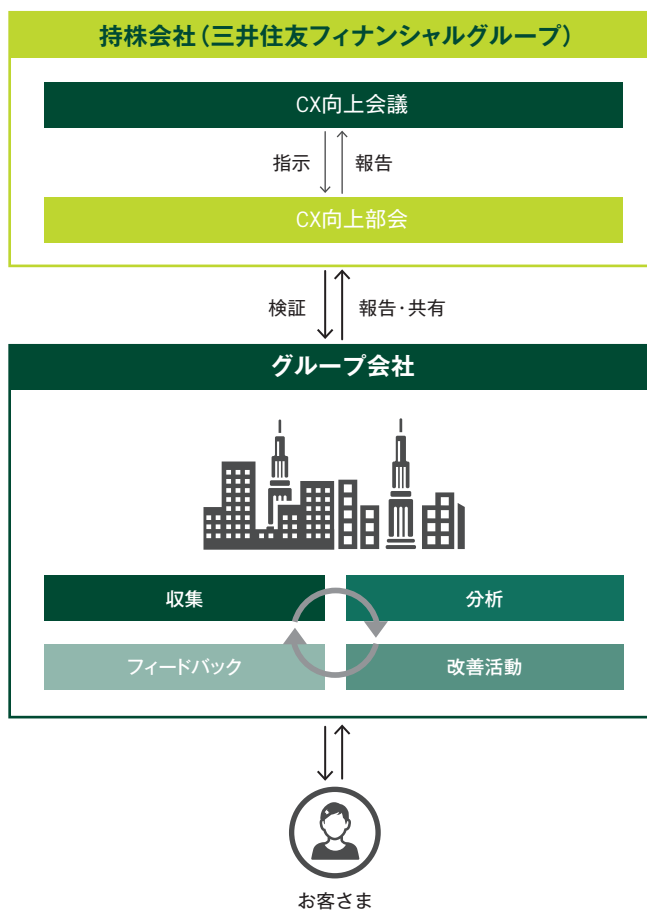 持株会社（三井住友フィナンシャルグループ）
CX向上会議
指示 報告
CX向上部会
検証 報告・共有
グループ会社
収集 分析
フィードバック 改善活動
お客さま